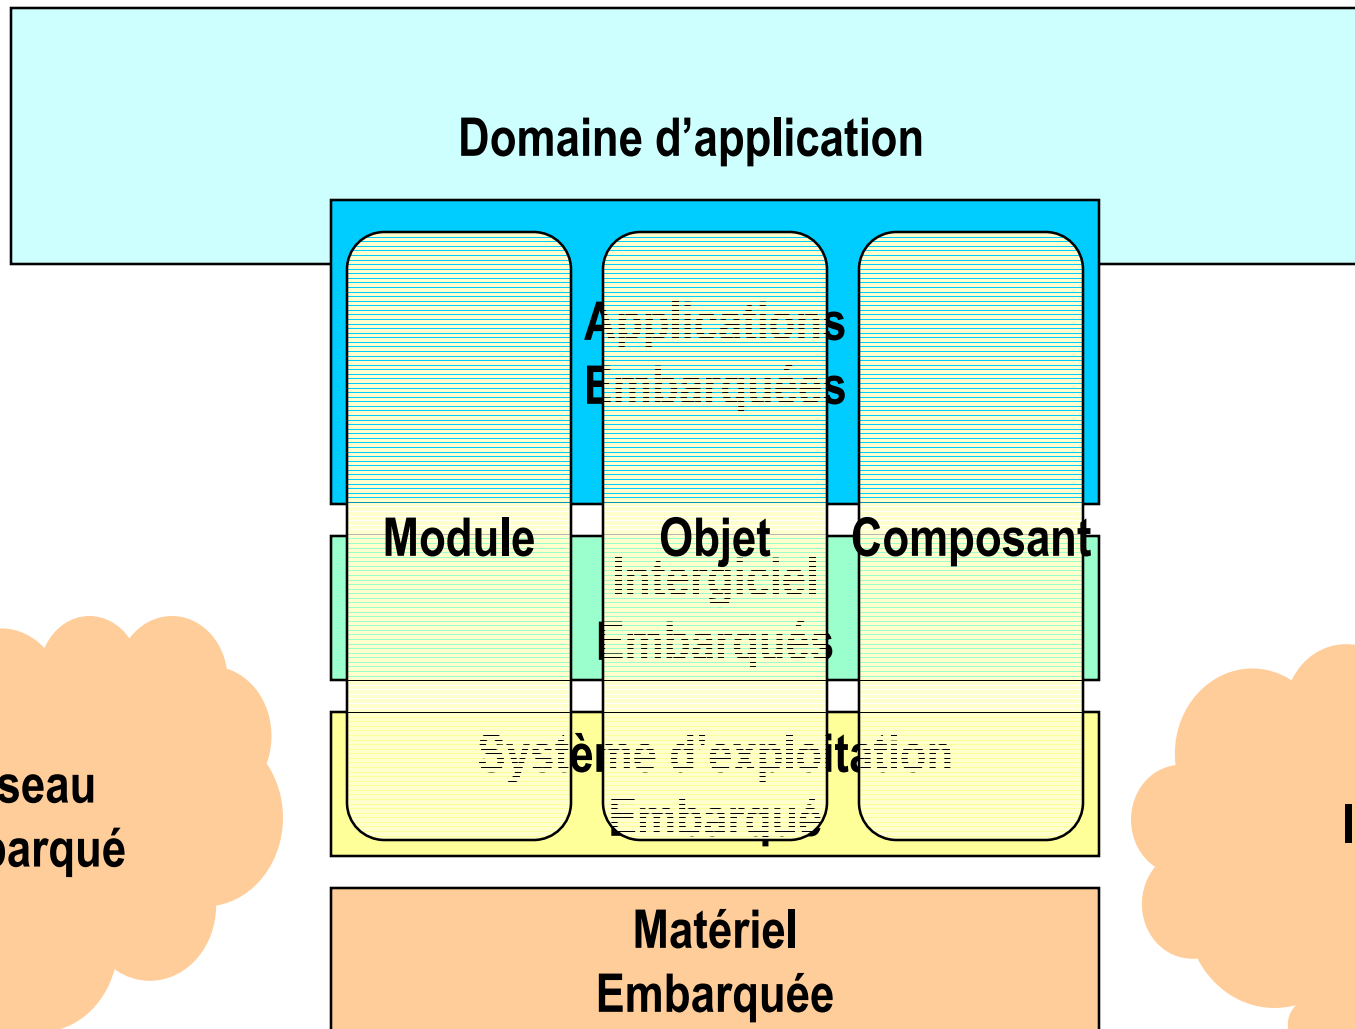 Domaine d’application
Applications
Embarquées
Module
Objet
Composant
Intergiciel
Embarqués
Système d'exploitation
Embarqué
seau
barqué
I
Matériel
Embarquée